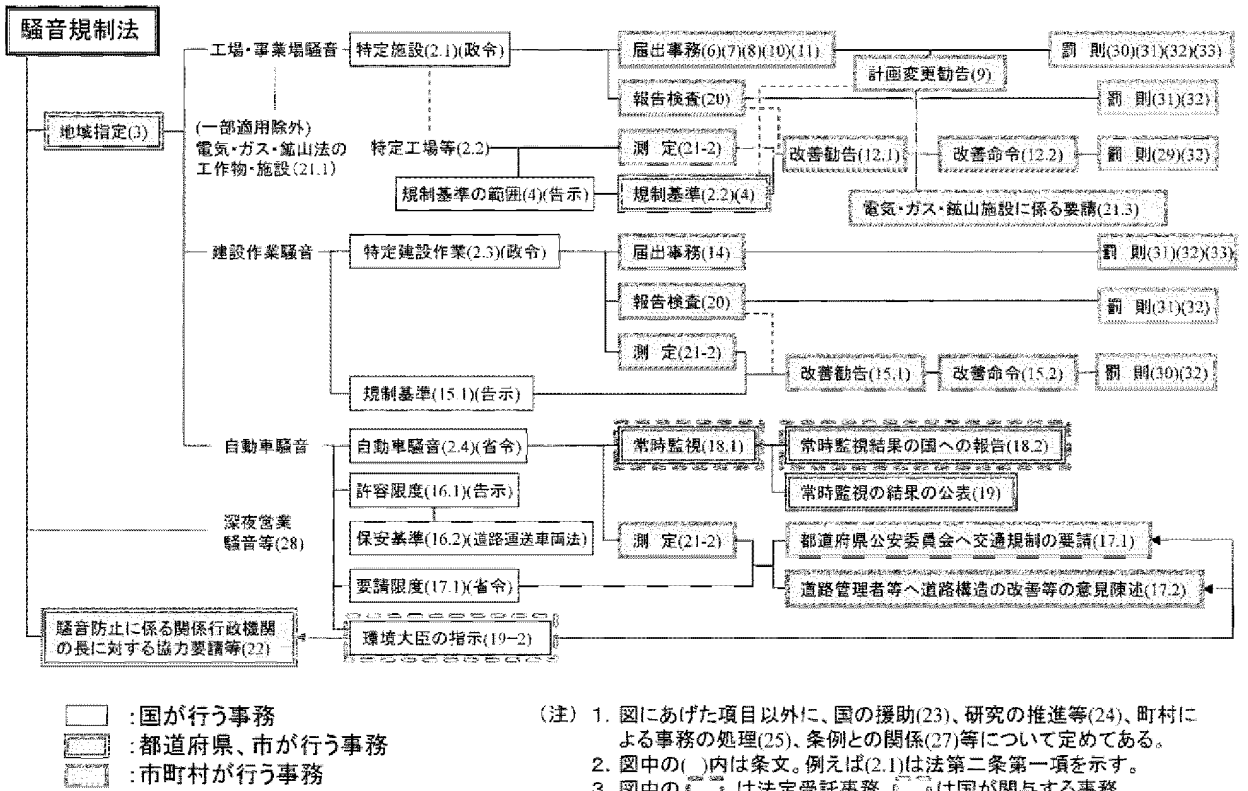 騒音規制法
工場・事業場騒音
特定施設(2.1)(政令)
届出事務(6)(7)(8)(10)(11)
罰 則(30)(31)(32)(33)
計画変更勧告(9)
報告検査(20)
罰 則(31)(32)
地域指定(3)
(一部適用除外)
電気・ガス・鉱山法の
工作物・施設(21.1)
特定工場等(2.2)
測 定(21-2)
改善勧告(12.1)
改善命令(12.2)
罰 則(29)(32)
規制基準の範囲(4)(告示)
規制基準(2.2)(4)
電気・ガス・鉱山施設に係る要請(21.3)
建設作業騒音
特定建設作業(2.3)(政令)
届出事務(14)
罰 則(31)(32)(33)
報告検査(20)
罰 則(31)(32)
測 定(21-2)
改善勧告(15.1)
改善命令(15.2)
罰 則(30)(32)
規制基準(15.1)(告示)
自動車騒音
自動車騒音(2.4)(省令)
常時監視(18.1)
常時監視結果の国への報告(18.2)
許容限度(16.1)(告示)
常時監視の結果の公表(19)
深夜営業
騒音等(28)
保安基準(16.2)(道路運送車両法)
測 定(21-2)
都道府県公安委員会へ交通規制の要請(17.1)
要請限度(17.1)(省令)
道路管理者等へ道路構造の改善等の意見陳述(17.2)
騒音防止に係る関係行政機関
の長に対する協力要請等(22)
環境大臣の指示(19-2)
:国が行う事務
:都道府県、市が行う事務
:市町村が行う事務
(注) 1. 図にあげた項目以外に、国の援助(23)、研究の推進等(24)、町村に
よる事務の処理(25)、条例との関係(27)等について定めてある。
2. 図中の( )内は条文。例えば(2.1)は法第二条第一項を示す。
3. 図中の は法定受託事務、 は国が関与する事務